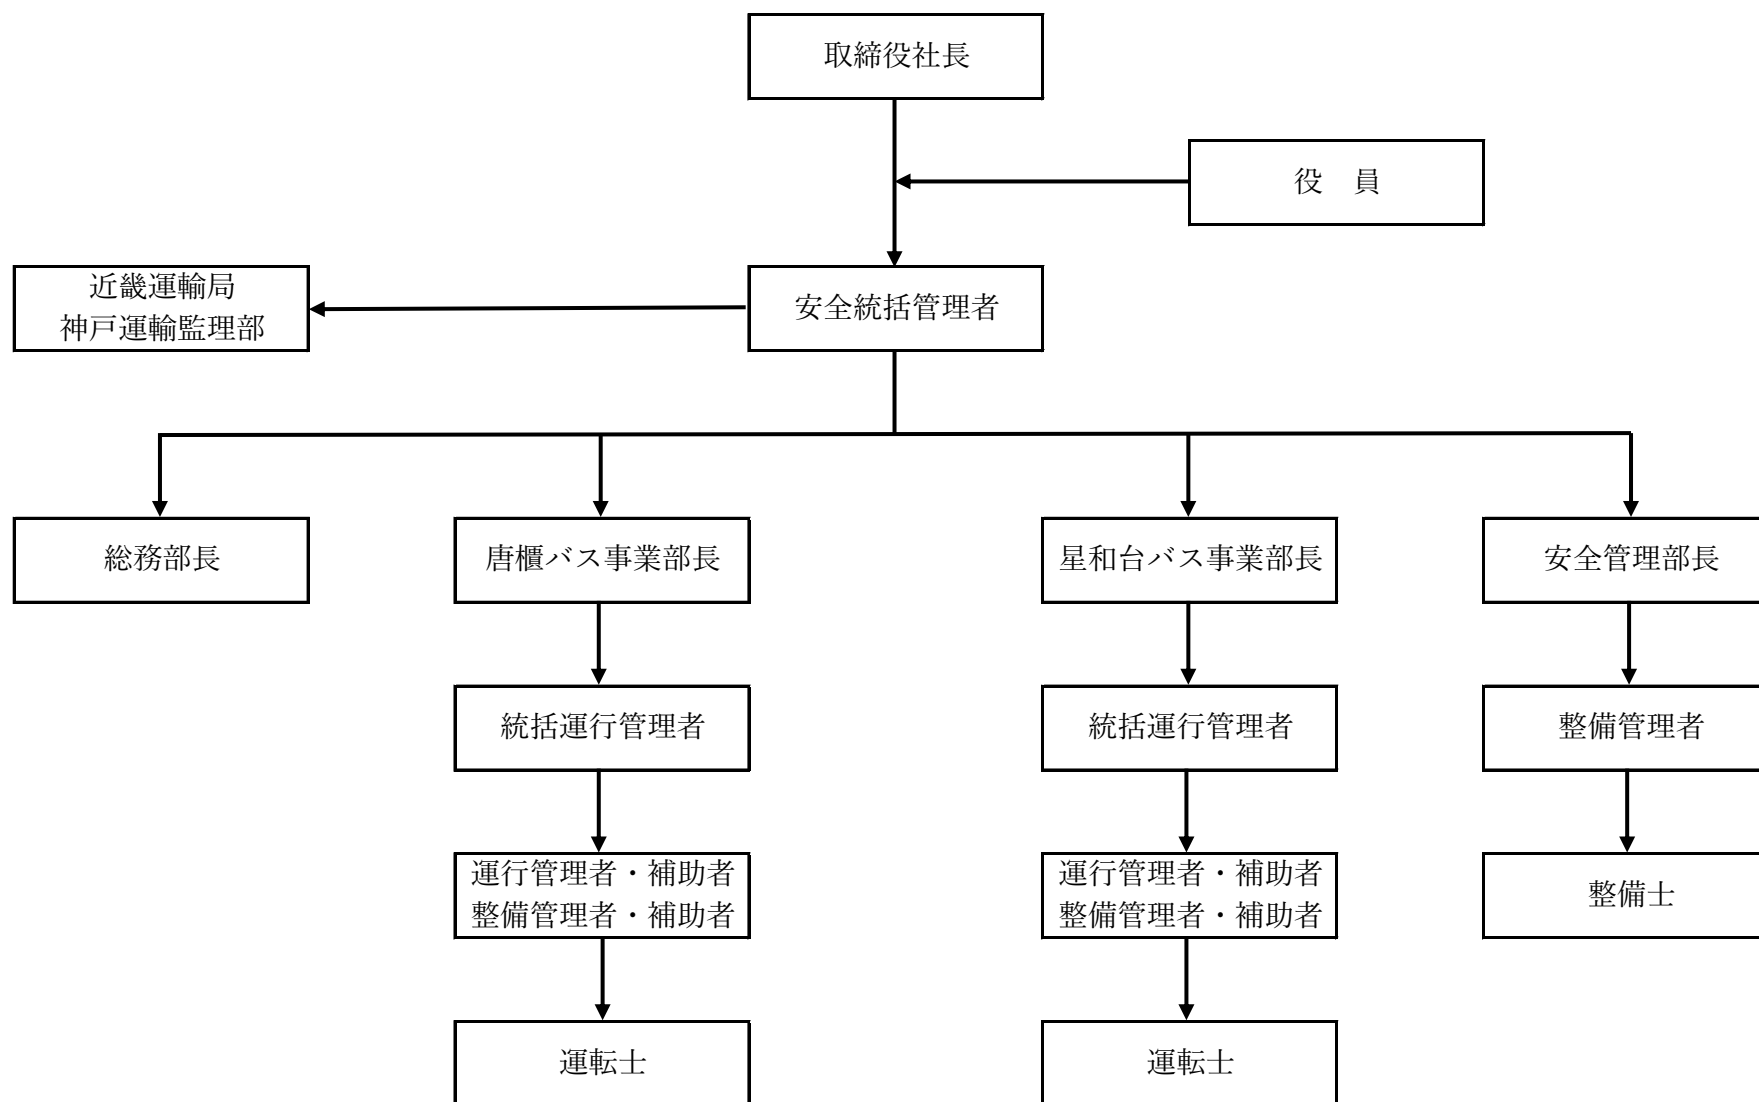 取締役社長
役　員
近畿運輸局
神戸運輸監理部
安全統括管理者
総務部長
唐櫃バス事業部長
星和台バス事業部長
安全管理部長
統括運行管理者
統括運行管理者
整備管理者
運行管理者・補助者
整備管理者・補助者
運行管理者・補助者
整備管理者・補助者
整備士
運転士
運転士